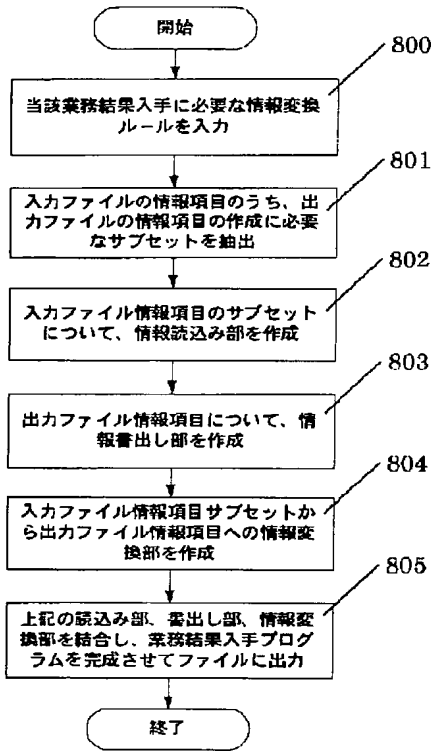 開始
800
当該業務結果入手に必要な情報変換
ルールを入力
801
入力ファイルの情報項目のうち、出
力ファイルの情報項目の作成に必要
なサブセットを抽出
802
入力ファイル情報項目のサブセット
について、情報読込み部を作成
803
出力ファイル情報項目について、情
報書出し部を作成
804
入力ファイル情報項目サブセットか
ら出力ファイル情報項目への情報変
換部を作成
805
上記の読込み部、書出し部、情報変
換部を結合し、業務結果入手プログ
ラムを完成させてファイルに出力
終了